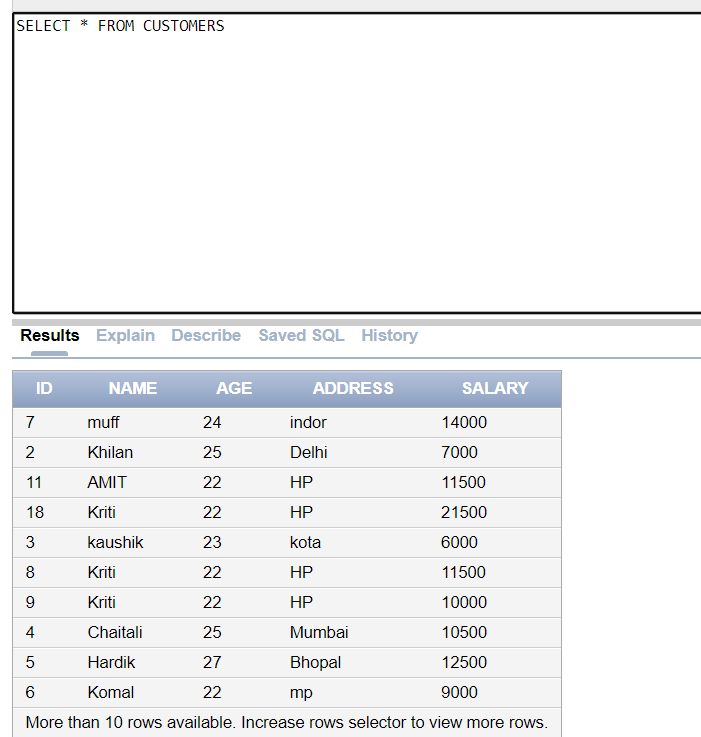 SELECT * FROM CUSTOMERS
Results Explain Describe Saved SQL History
ID NAME AGE ADDRESS SALARY
7 muff 24 indor 14000
2 Khilan 25 Delhi 7000
11 AMIT 22 HP 11500
18 Kriti 22 HP 21500
3 kaushik 23 kota 6000
8 Kriti 22 HP 11500
9 Kriti 22 HP 10000
4 Chaitali 25 Mumbai 10500
5 Hardik 27 Bhopal 12500
6 Komal 22 mp 9000
More than 10 rows available. Increase rows selector to view more rows.